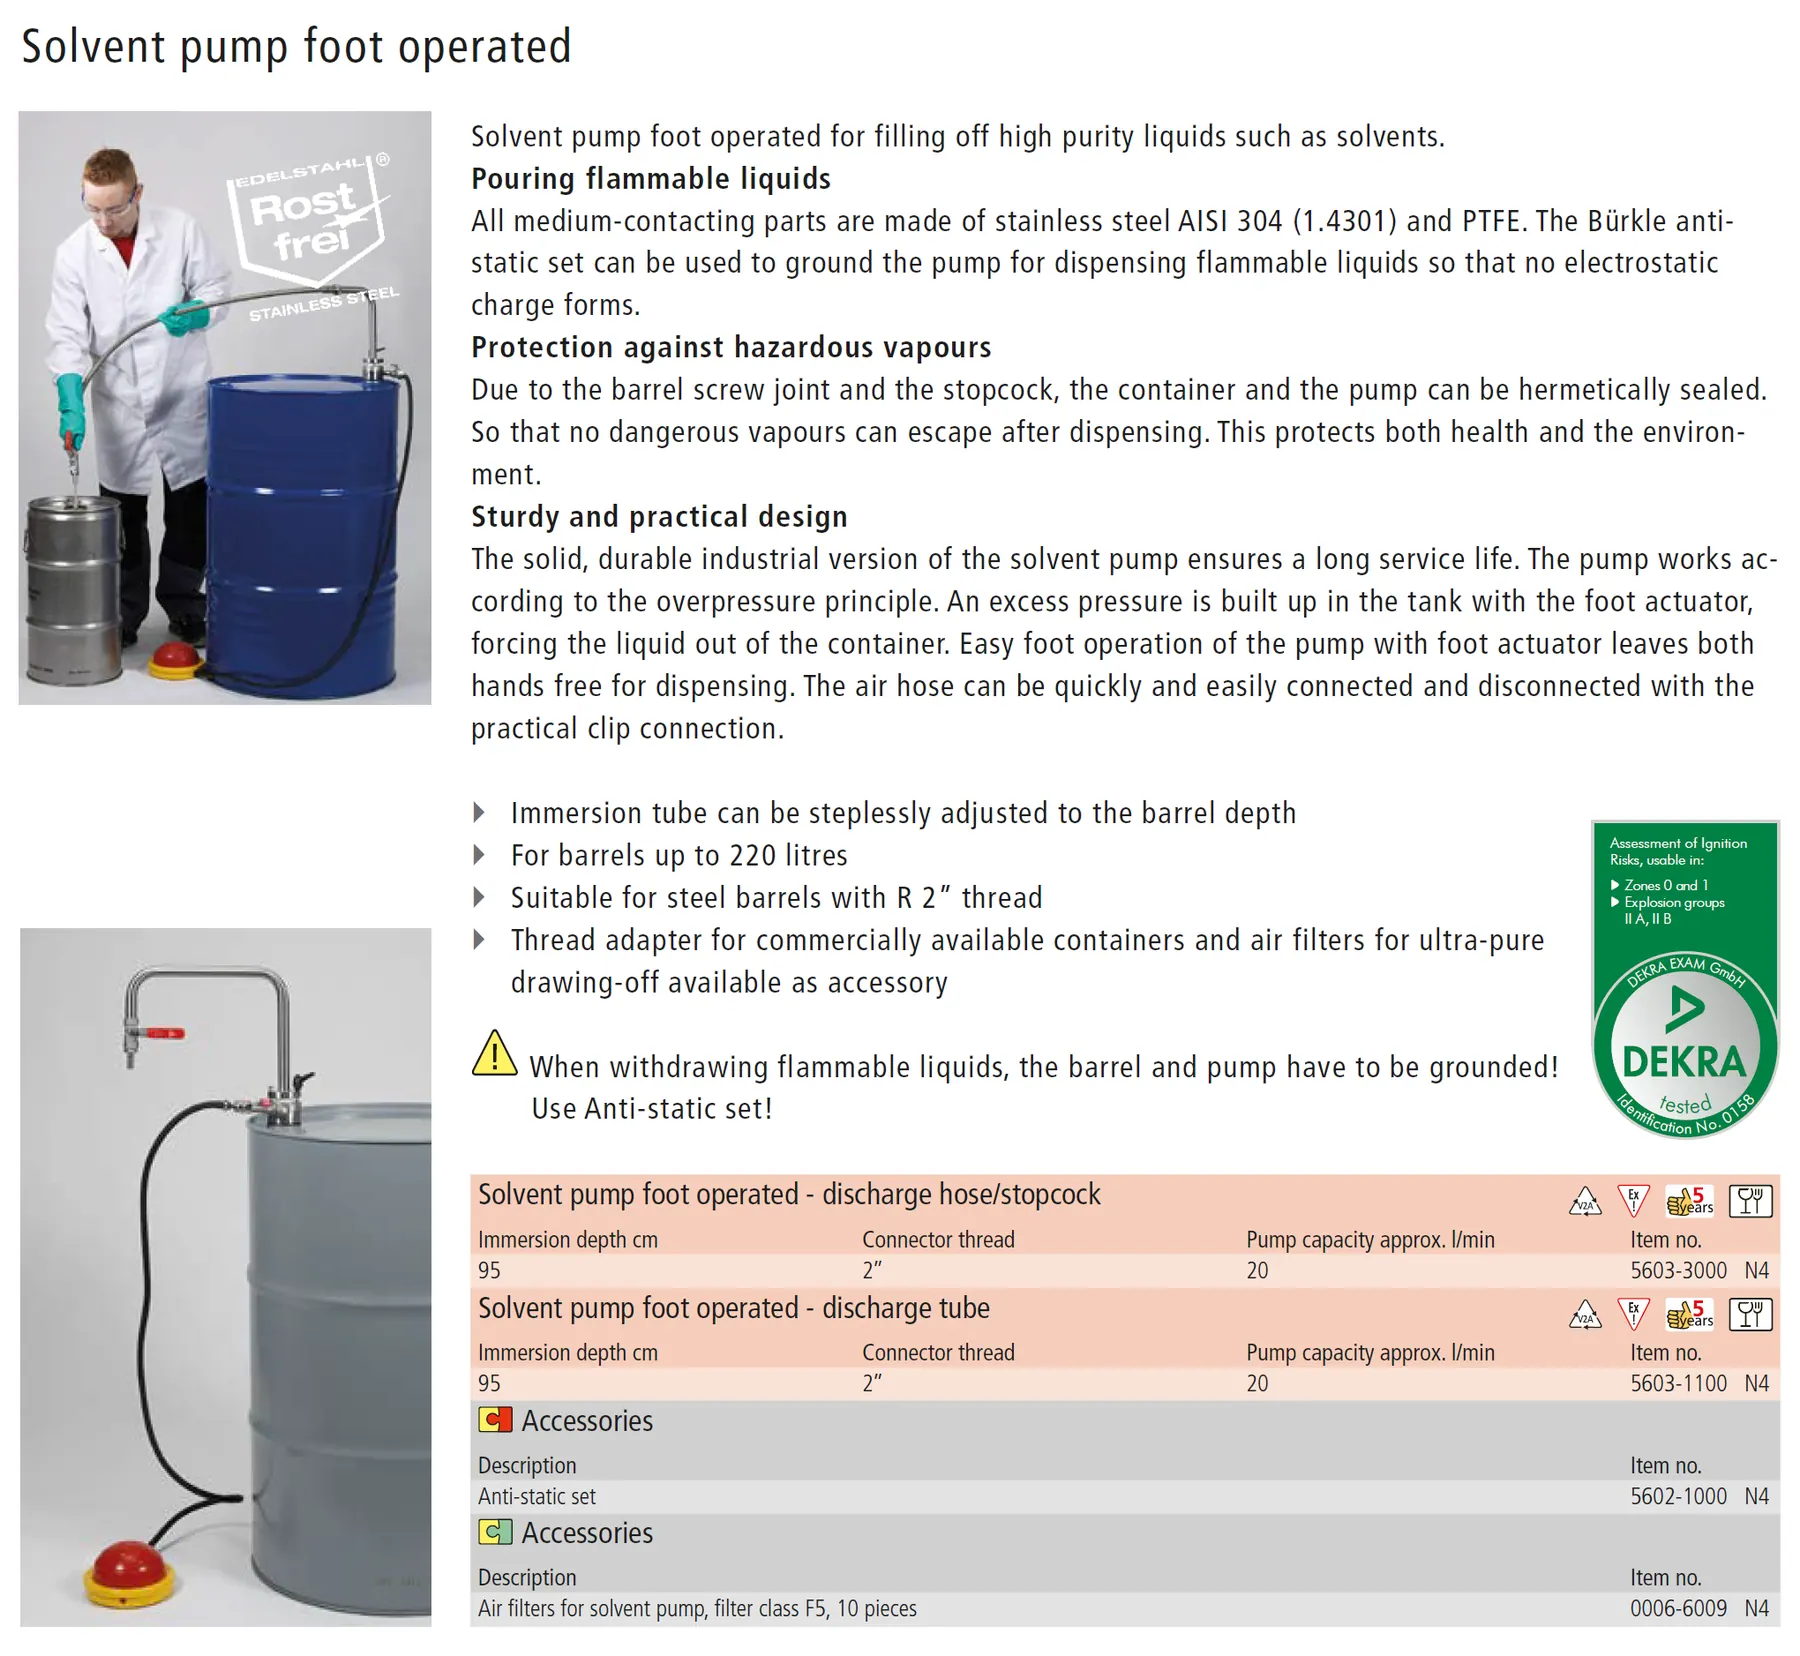 Solvent pump foot operated
EDELSTAHL ®
Rost
frei
STAINLESS STEEL
Solvent pump foot operated for filling off high purity liquids such as solvents.
Pouring flammable liquids
All medium-contacting parts are made of stainless steel AISI 304 (1.4301) and PTFE. The Bürkle anti-
static set can be used to ground the pump for dispensing flammable liquids so that no electrostatic
charge forms.
Protection against hazardous vapours
Due to the barrel screw joint and the stopcock, the container and the pump can be hermetically sealed.
So that no dangerous vapours can escape after dispensing. This protects both health and the environ-
ment.
Sturdy and practical design
The solid, durable industrial version of the solvent pump ensures a long service life. The pump works ac-
cording to the overpressure principle. An excess pressure is built up in the tank with the foot actuator,
forcing the liquid out of the container. Easy foot operation of the pump with foot actuator leaves both
hands free for dispensing. The air hose can be quickly and easily connected and disconnected with the
practical clip connection.
Immersion tube can be steplessly adjusted to the barrel depth
For barrels up to 220 litres
Suitable for steel barrels with R 2” thread
Thread adapter for commercially available containers and air filters for ultra-pure
drawing-off available as accessory
! When withdrawing flammable liquids, the barrel and pump have to be grounded!
Use Anti-static set!
Assessment of Ignition
Risks, usable in:
Zones 0 and 1
Explosion groups
II A, II B
DEKRA EXAM GmbH
DEKRA
tested
Identification No. 0158
Solvent pump foot operated - discharge hose/stopcock V2A Ex ! 5 years
Immersion depth cm Connector thread Pump capacity approx. l/min Item no.
95 2” 20 5603-3000 N4
Solvent pump foot operated - discharge tube V2A Ex ! 5 years
Immersion depth cm Connector thread Pump capacity approx. l/min Item no.
95 2” 20 5603-1100 N4
Accessories
Description Item no.
Anti-static set 5602-1000 N4
Accessories
Description Item no.
Air filters for solvent pump, filter class F5, 10 pieces 0006-6009 N4